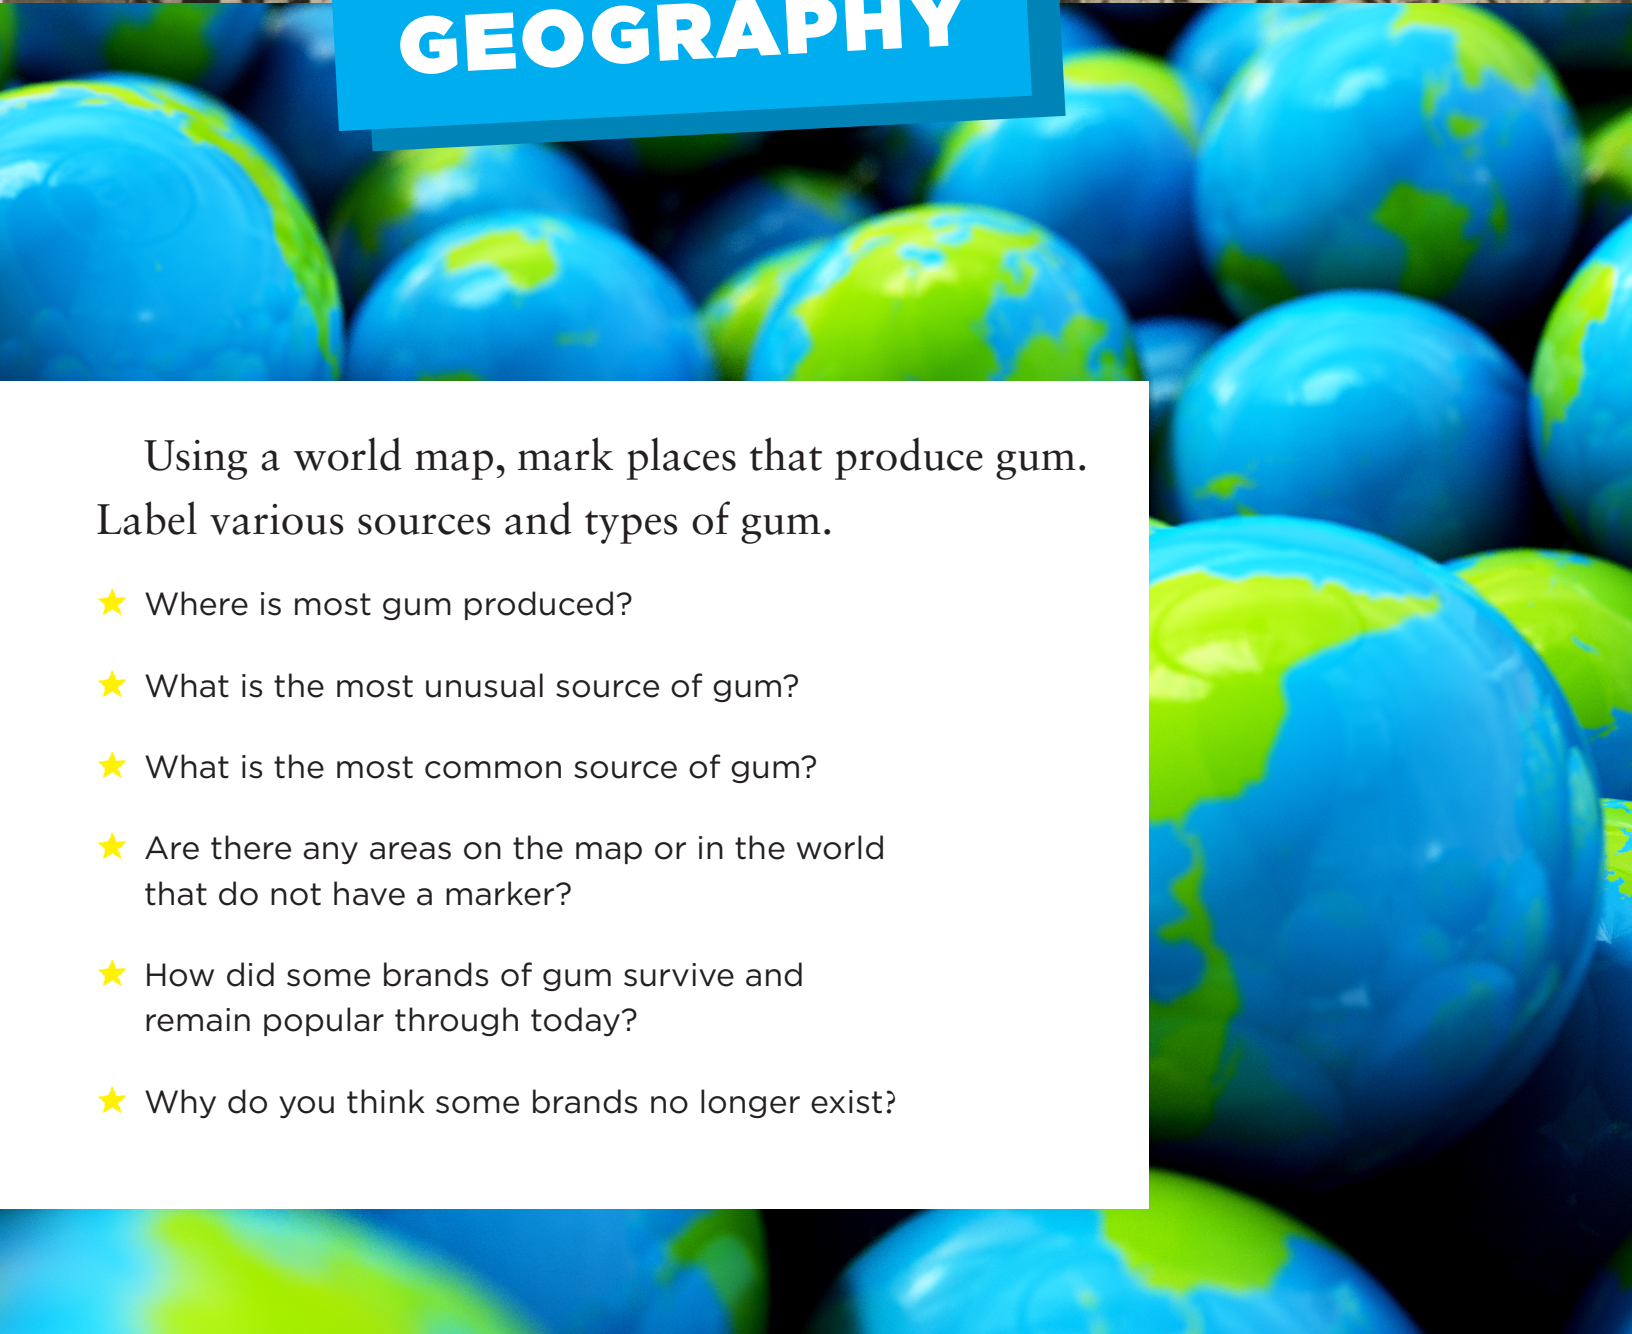 GEOGRAPHY
Using a world map, mark places that produce gum.
Label various sources and types of gum.
Where is most gum produced?
What is the most unusual source of gum?
What is the most common source of gum?
Are there any areas on the map or in the world
that do not have a marker?
How did some brands of gum survive and
remain popular through today?
Why do you think some brands no longer exist?